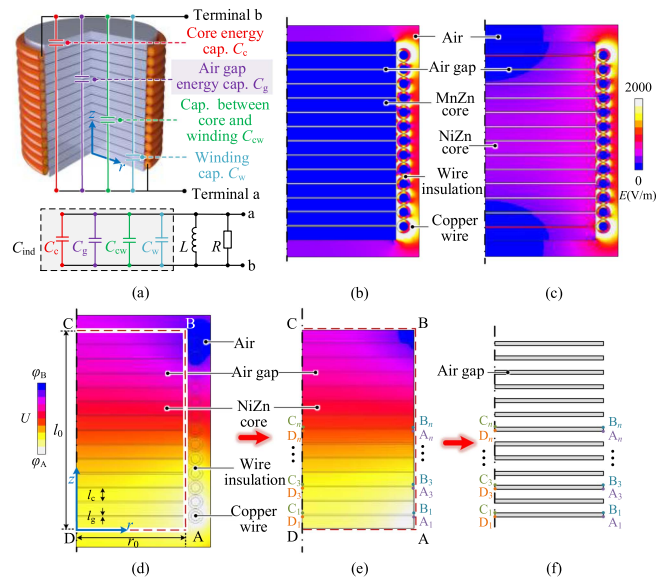 Terminal b
Core energy
cap. Cc
Air gap
energy cap. Cg
Cap. between
core and
winding Ccw
Winding
cap. Cw
z
r
Terminal a
Cind
Cc
Cg
Ccw
Cw
L
R
a
b
(a)
Air
Air gap
MnZn
core
NiZn
core
Wire
insulation
Copper
wire
(b)
2000
0
E(V/m)
(c)
φB
U
φA
C
B
l0
Air
Air gap
NiZn
core
Wire
insulation
Copper
wire
z
lc
lg
r
D
r0
A
(d)
C
B
Cn
Dn
Bn
An
C3
D3
B3
A3
C1
D1
B1
A1
D
A
(e)
Air gap
Cn
Dn
Bn
An
C3
D3
B3
A3
C1
D1
B1
A1
(f)